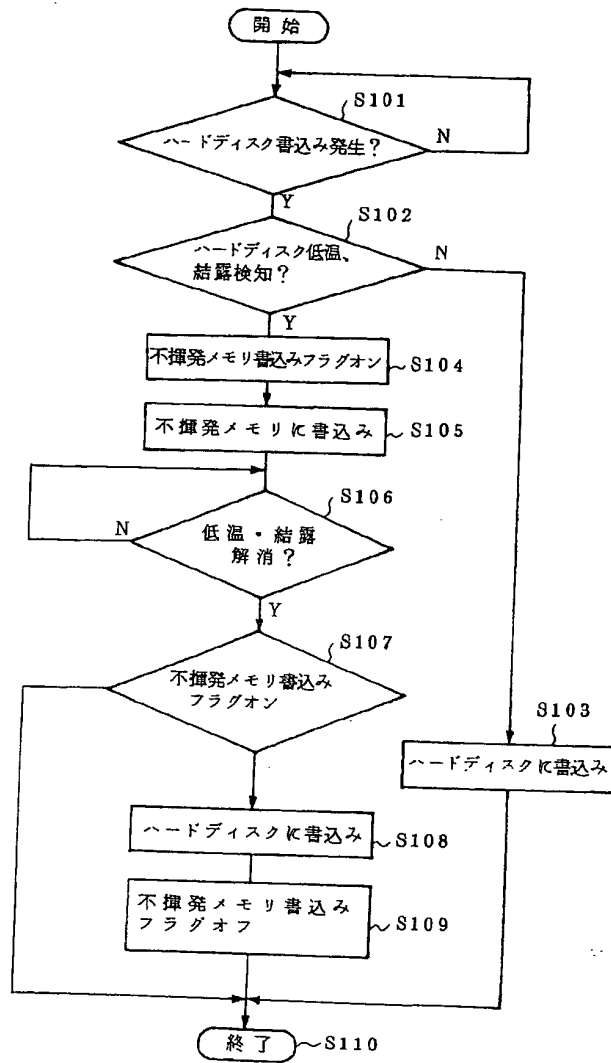 開始
S101
ハードディスク書込み発生？
N
Y
S102
ハードディスク低温、
結露検知？
N
Y
不揮発メモリ書込みフラグオン
S104
不揮発メモリに書込み
S105
S106
低温・結露
解消？
N
Y
S107
不揮発メモリ書込み
フラグオン
S103
ハードディスクに書込み
ハードディスクに書込み
S108
不揮発メモリ書込み
フラグオフ
S109
終了
S110